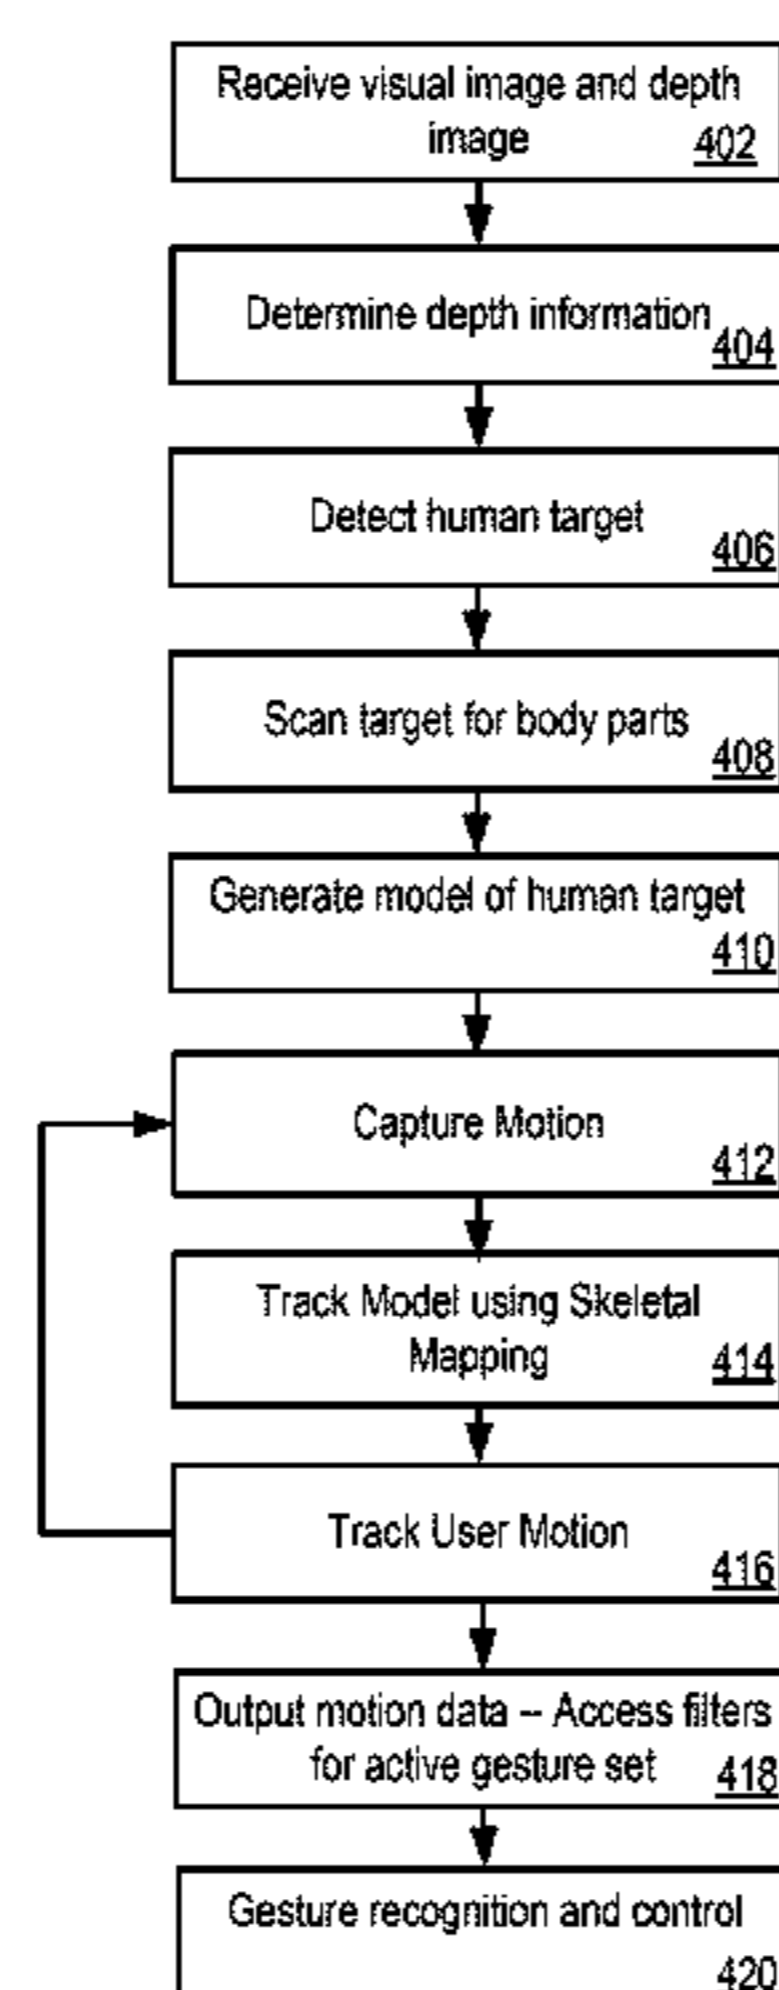 Receive visual image and depth
image 402
Determine depth information
404
Detect human target
406
Scan target for body parts
408
Generate model of human target
410
Capture Motion
412
Track Model using Skeletal
Mapping 414
Track User Motion
416
Output motion data – Access filters
for active gesture set 418
Gesture recognition and control
420